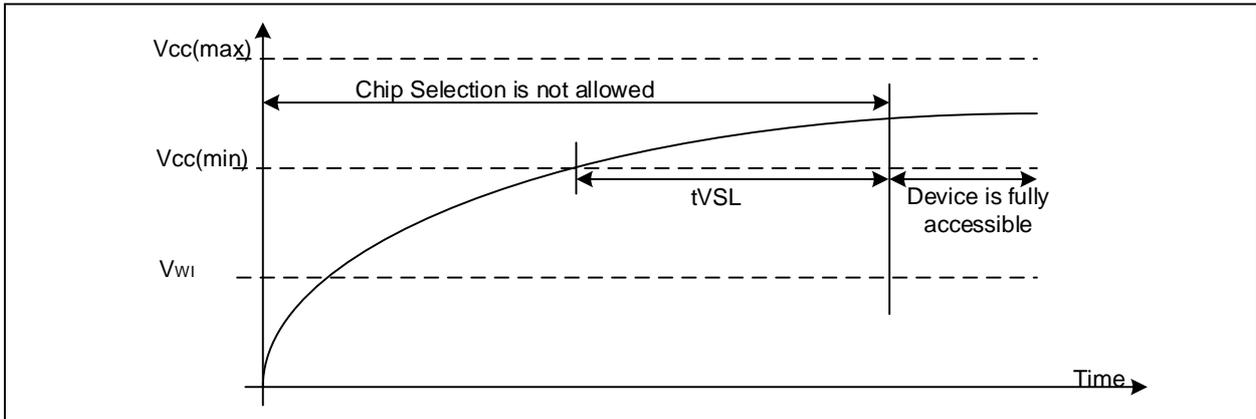 Vcc(max)
Chip Selection is not allowed
Vcc(min)
tVSL
Device is fully
accessible
VWI
Time